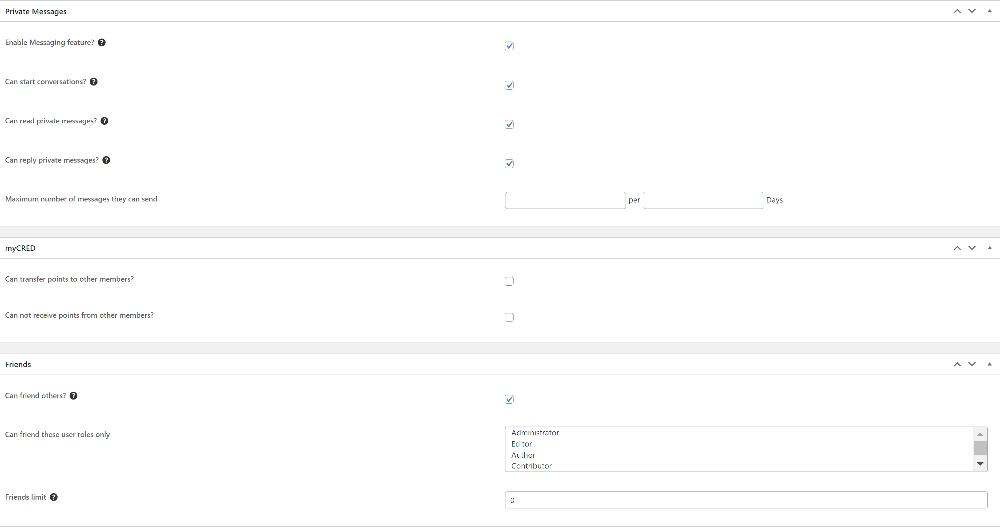 Private Messages
Enable Messaging feature? ?
Can start conversations? ?
Can read private messages? ?
Can reply private messages? ?
Maximum number of messages they can send per Days
myCRED
Can transfer points to other members?
Can not receive points from other members?
Friends
Can friend others? ?
Can friend these user roles only
Administrator
Editor
Author
Contributor
Friends limit ? 0